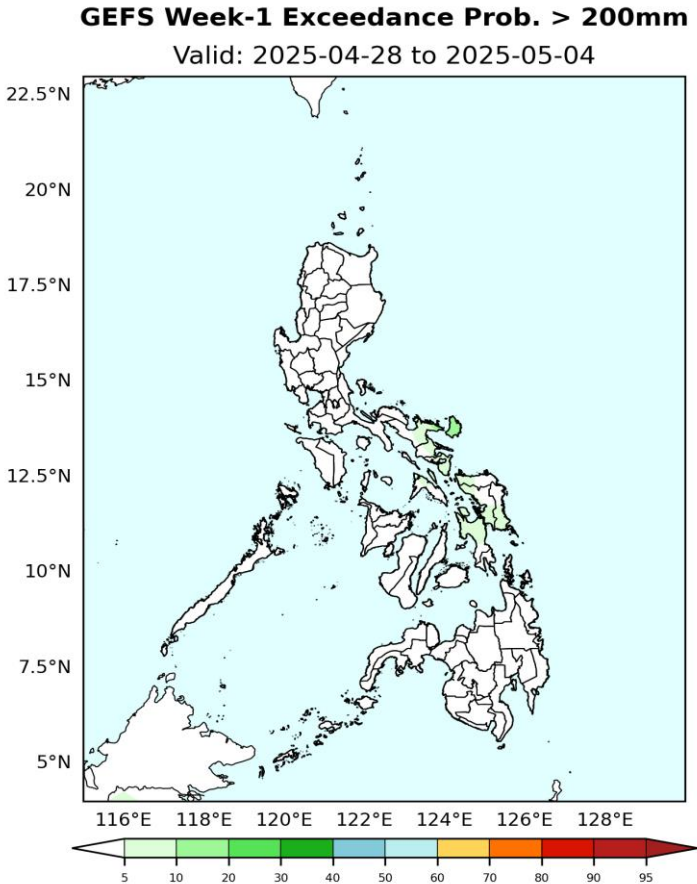 GEFS Week-1 Exceedance Prob. > 200mm
Valid: 2025-04-28 to 2025-05-04
22.5°N
20°N
17.5°N
15°N
12.5°N
10°N
7.5°N
5°N
116°E 118°E 120°E 122°E 124°E 126°E 128°E
5 10 20 30 40 50 60 70 80 90 95